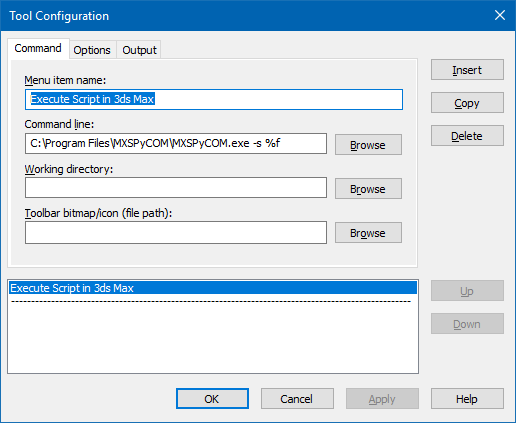 Tool Configuration
Command Options Output
Menu item name:
Execute Script in 3ds Max
Command line:
C:\Program Files\MXSPyCOM\MXSPyCOM.exe -s %f
Browse
Working directory:
Browse
Toolbar bitmap/icon (file path):
Browse
Insert
Copy
Delete
Execute Script in 3ds Max
Up
Down
OK Cancel Apply Help